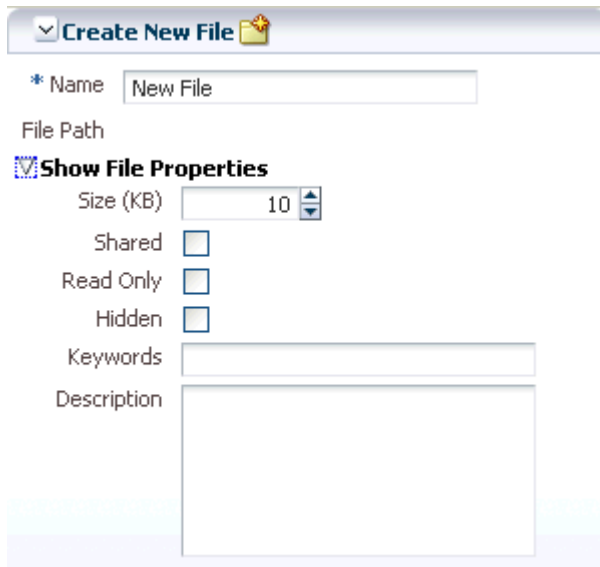 Create New File
* Name New File
File Path
Show File Properties
Size (KB) 10
Shared
Read Only
Hidden
Keywords
Description